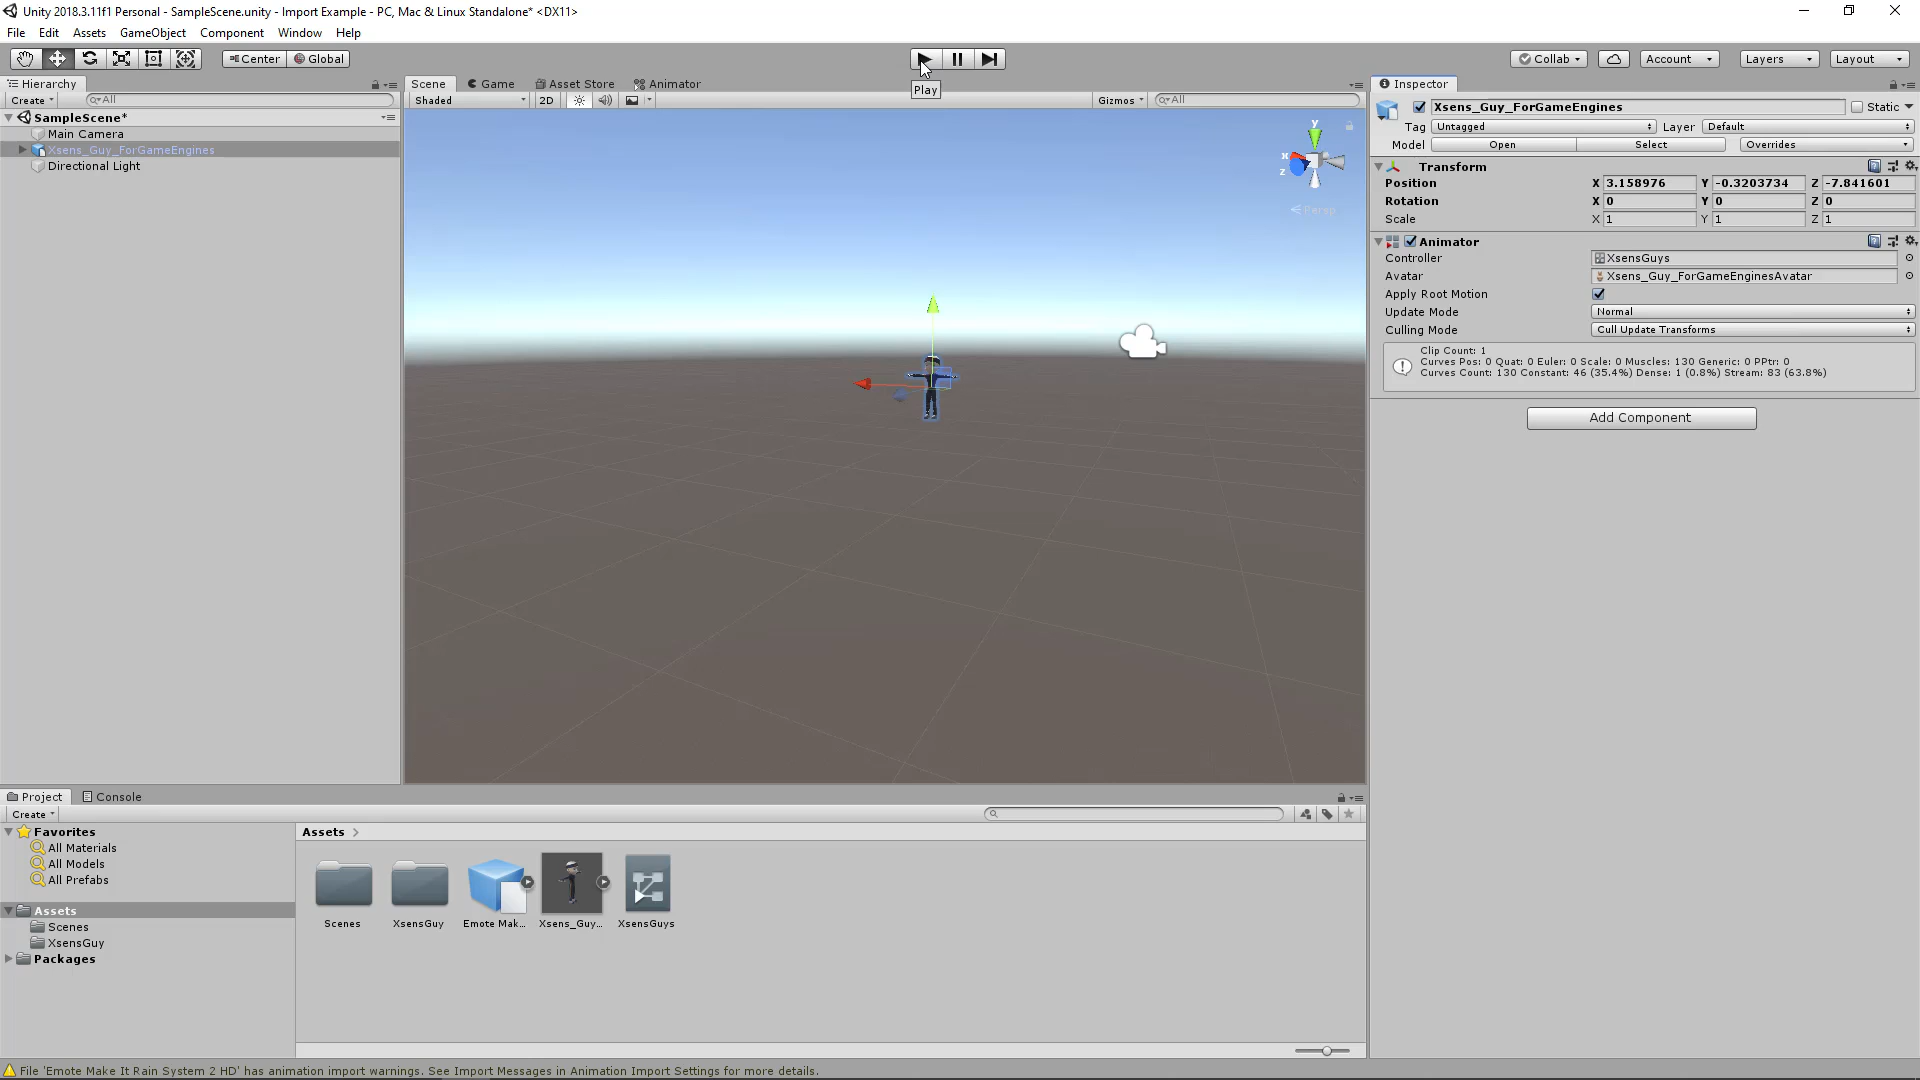 Unity 2018.3.11f1 Personal - SampleScene.unity - Import Example - PC, Mac & Linux Standalone* <DX11>
File Edit Assets GameObject Component Window Help
Center Global
Collab Account Layers Layout
Play
Hierarchy
Create All
SampleScene*
Main Camera
Xsens_Guy_ForGameEngines
Directional Light
Scene Game Asset Store Animator
Shaded 2D Gizmos All
y
x
z
Persp
Inspector
Xsens_Guy_ForGameEngines Static
Tag Untagged Layer Default
Model Open Select Overrides
Transform
Position X 3.158976 Y -0.3203734 Z -7.841601
Rotation X 0 Y 0 Z 0
Scale X 1 Y 1 Z 1
Animator
Controller XsensGuys
Avatar Xsens_Guy_ForGameEnginesAvatar
Apply Root Motion
Update Mode Normal
Culling Mode Cull Update Transforms
Clip Count: 1
Curves Pos: 0 Quat: 0 Euler: 0 Scale: 0 Muscles: 130 Generic: 0 PPtr: 0
Curves Count: 130 Constant: 46 (35.4%) Dense: 1 (0.8%) Stream: 83 (63.8%)
Add Component
Project Console
Create
Favorites
All Materials
All Models
All Prefabs
Assets
Scenes
XsensGuy
Packages
Assets
Scenes XsensGuy Emote Mak... Xsens_Guy... XsensGuys
File 'Emote Make It Rain System 2 HD' has animation import warnings. See Import Messages in Animation Import Settings for more details.